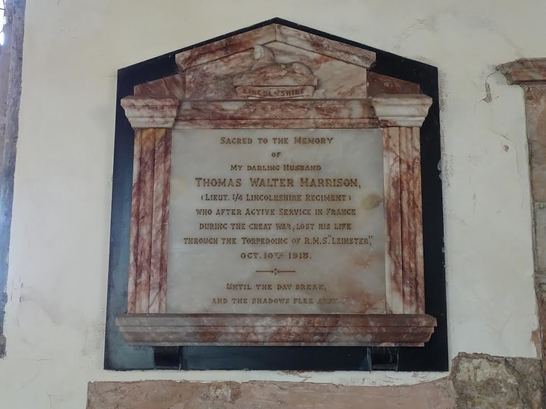 LINCOLNSHIRE
SACRED TO THE MEMORY
OF
MY DARLING HUSBAND
THOMAS WALTER HARRISON,
(LIEUT. 1/6 LINCOLNSHIRE REGIMENT)
WHO AFTER ACTIVE SERVICE IN FRANCE
DURING THE GREAT WAR, LOST HIS LIFE
THROUGH THE TORPEDOING OF R.M.S. "LEINSTER",
OCT. 10TH 1918.
UNTIL THE DAY BREAK,
AND THE SHADOWS FLEE